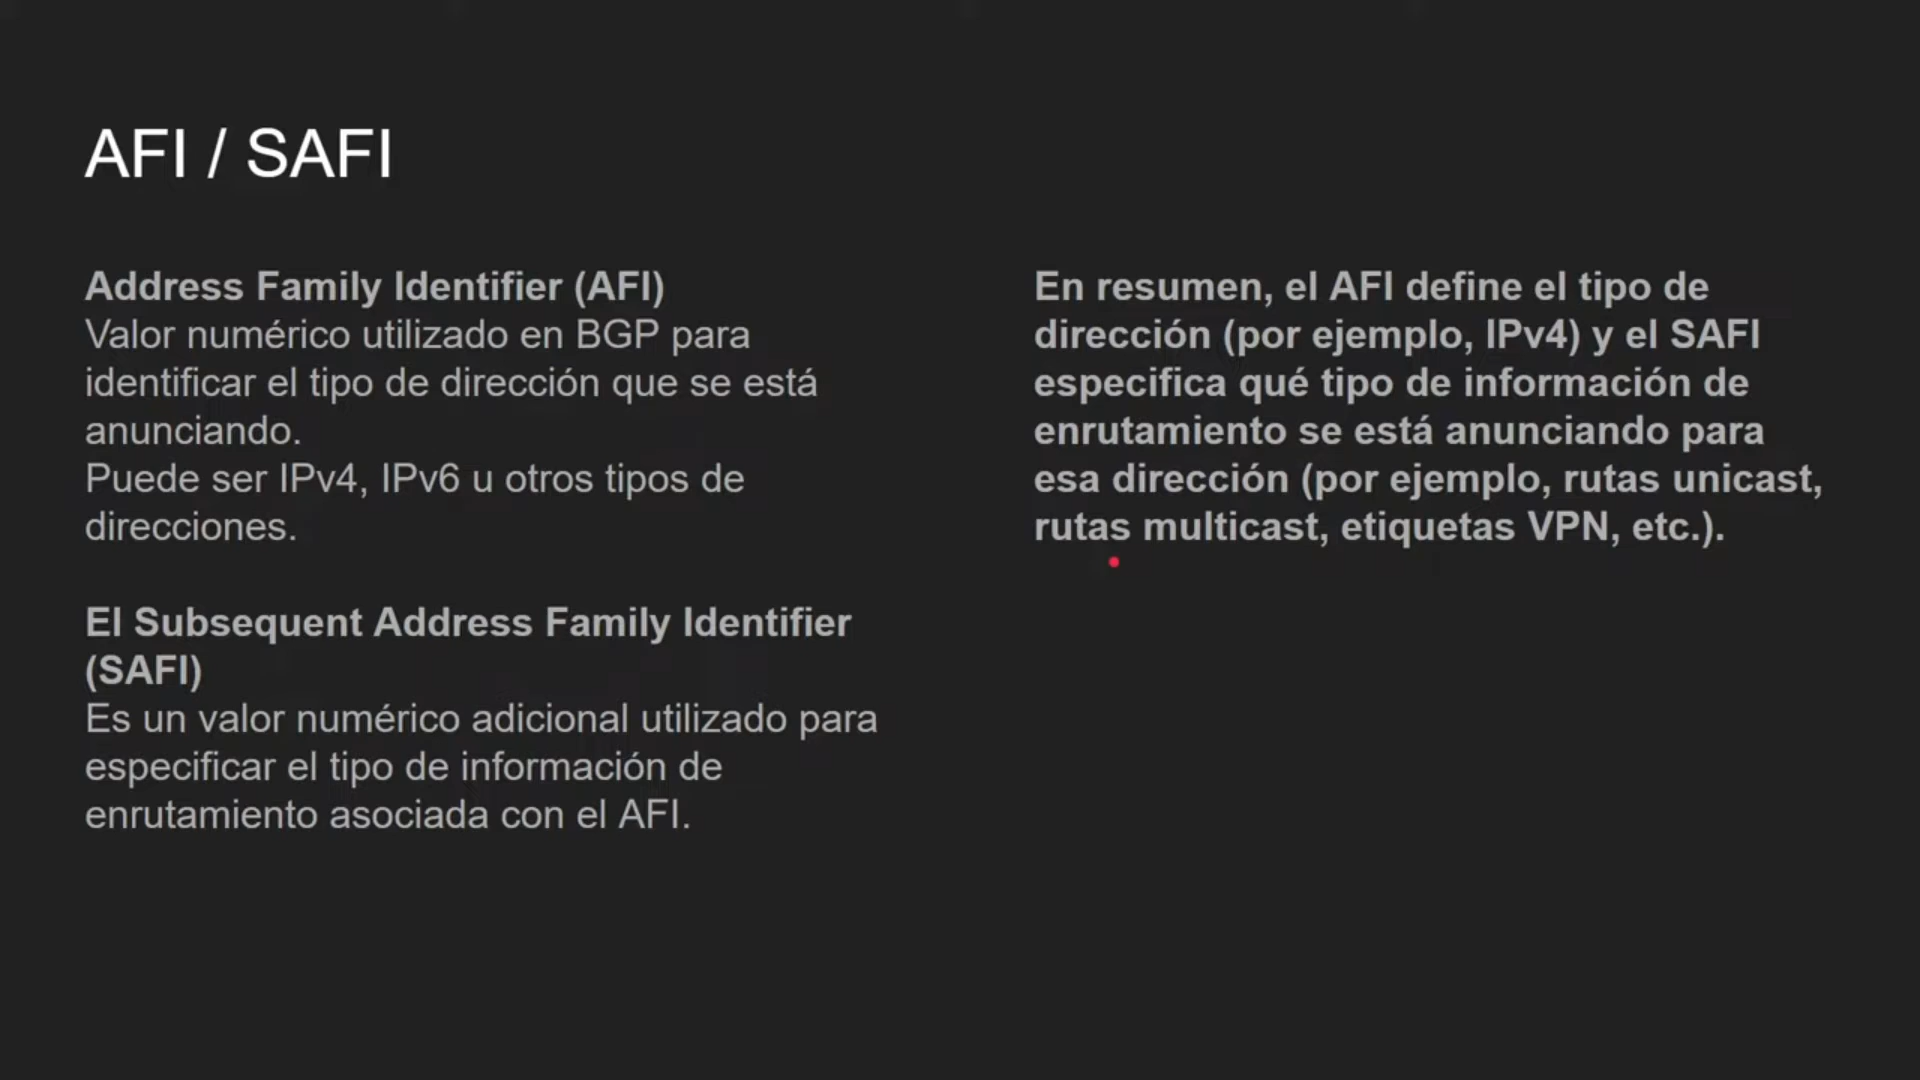 AFI / SAFI
Address Family Identifier (AFI)
Valor numérico utilizado en BGP para
identificar el tipo de dirección que se está
anunciando.
Puede ser IPv4, IPv6 u otros tipos de
direcciones.
El Subsequent Address Family Identifier
(SAFI)
Es un valor numérico adicional utilizado para
especificar el tipo de información de
enrutamiento asociada con el AFI.
En resumen, el AFI define el tipo de
dirección (por ejemplo, IPv4) y el SAFI
especifica qué tipo de información de
enrutamiento se está anunciando para
esa dirección (por ejemplo, rutas unicast,
rutas multicast, etiquetas VPN, etc.).